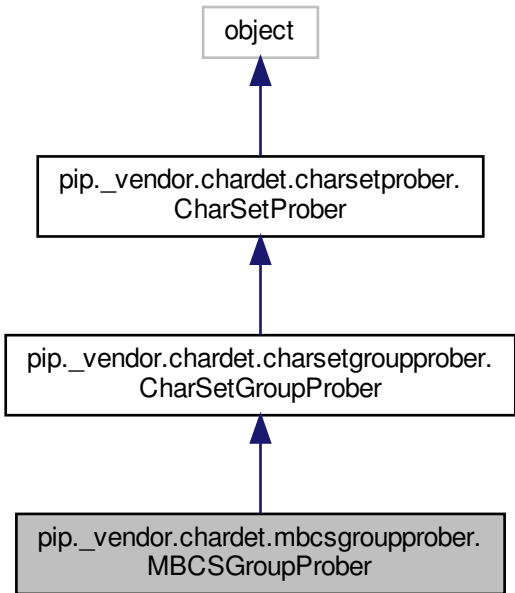 object
pip._vendor.chardet.charsetprober.
CharSetProber
pip._vendor.chardet.charsetgroupprober.
CharSetGroupProber
pip._vendor.chardet.mbcsgroupprober.
MBCSGroupProber